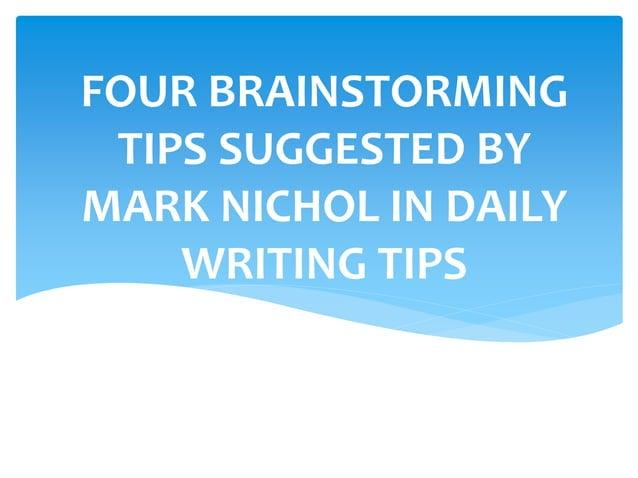 FOUR BRAINSTORMING
TIPS SUGGESTED BY
MARK NICHOL IN DAILY
WRITING TIPS